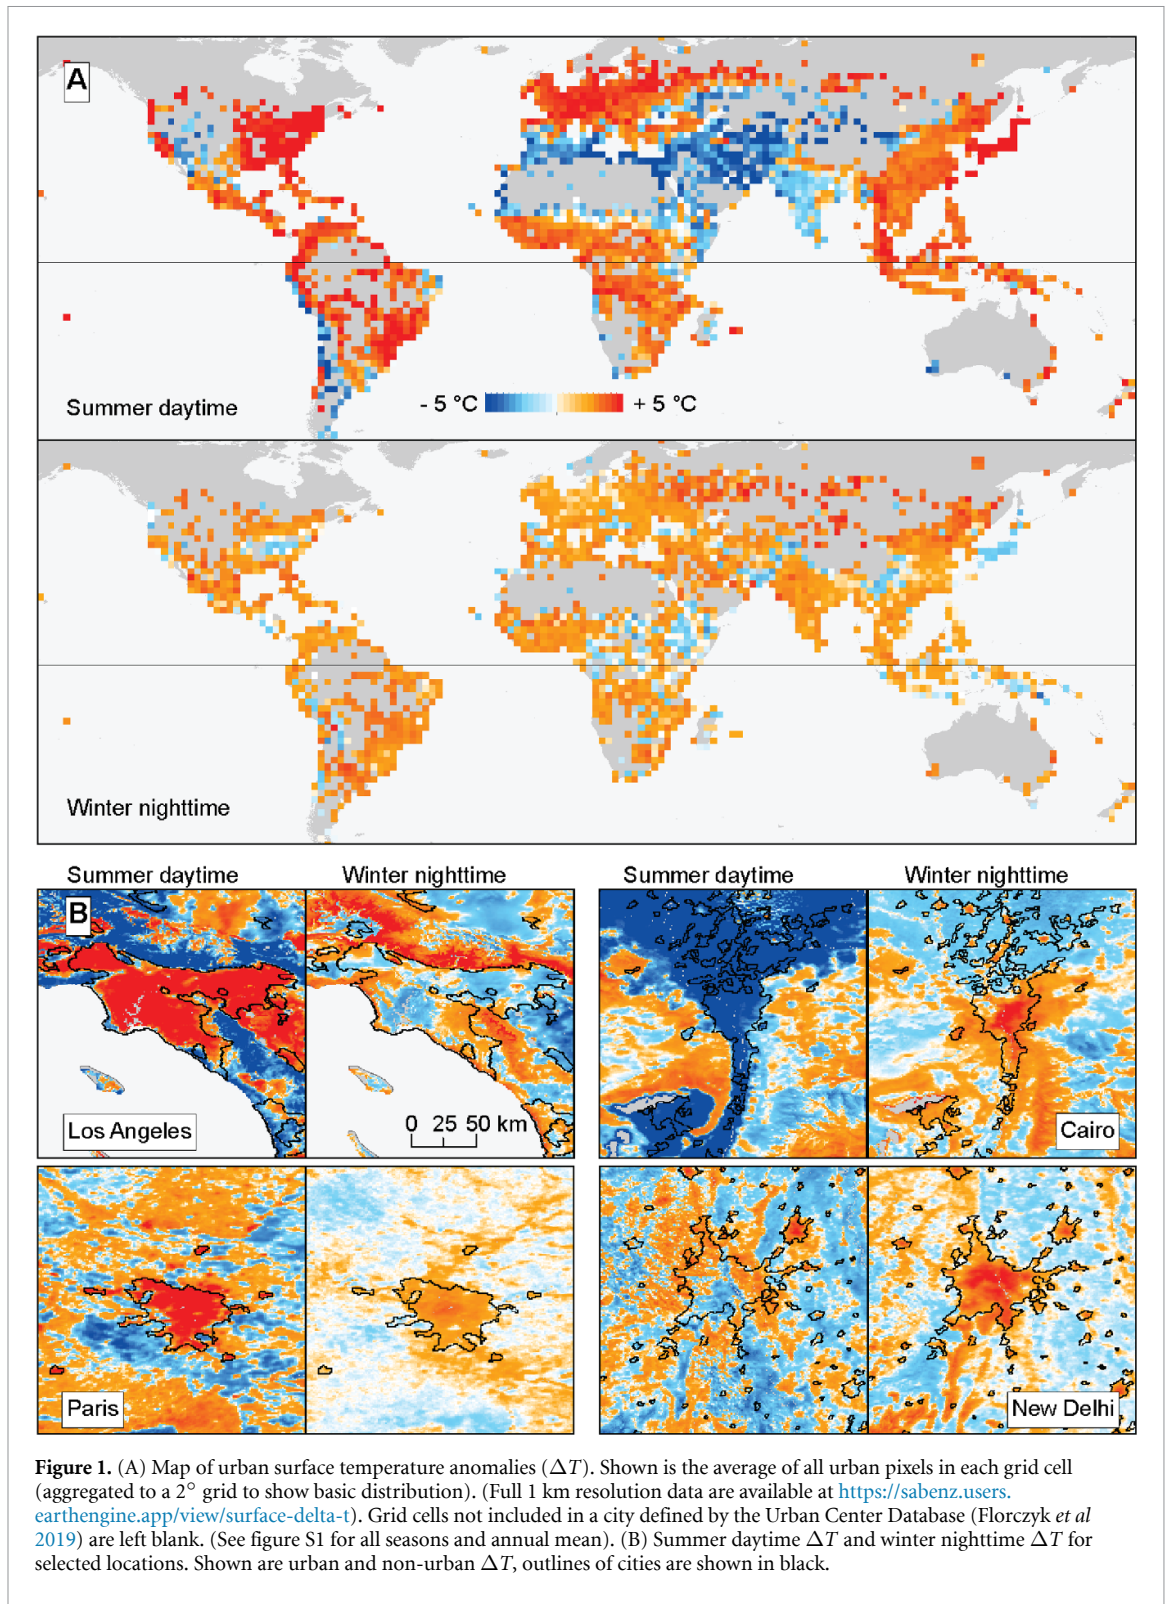 A
Summer daytime
- 5 °C
+ 5 °C
Winter nighttime
Summer daytime
Winter nighttime
Summer daytime
Winter nighttime
B
Los Angeles
0 25 50 km
Cairo
Paris
New Delhi
Figure 1. (A) Map of urban surface temperature anomalies (ΔT). Shown is the average of all urban pixels in each grid cell
(aggregated to a 2° grid to show basic distribution). (Full 1 km resolution data are available at https://sabenz.users.
earthengine.app/view/surface-delta-t). Grid cells not included in a city defined by the Urban Center Database (Florczyk et al
2019) are left blank. (See figure S1 for all seasons and annual mean). (B) Summer daytime ΔT and winter nighttime ΔT for
selected locations. Shown are urban and non-urban ΔT, outlines of cities are shown in black.